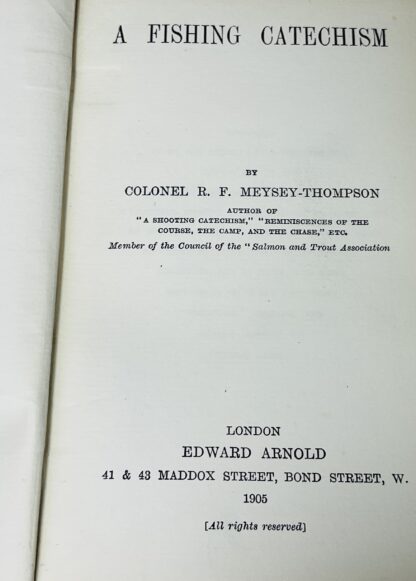 A FISHING CATECHISM
BY
COLONEL R. F. MEYSEY-THOMPSON
AUTHOR OF
"A SHOOTING CATECHISM," "REMINISCENCES OF THE
COURSE, THE CAMP, AND THE CHASE," ETC.
Member of the Council of the "Salmon and Trout Association
LONDON
EDWARD ARNOLD
41 & 43 MADDOX STREET, BOND STREET, W.
1905
[All rights reserved]